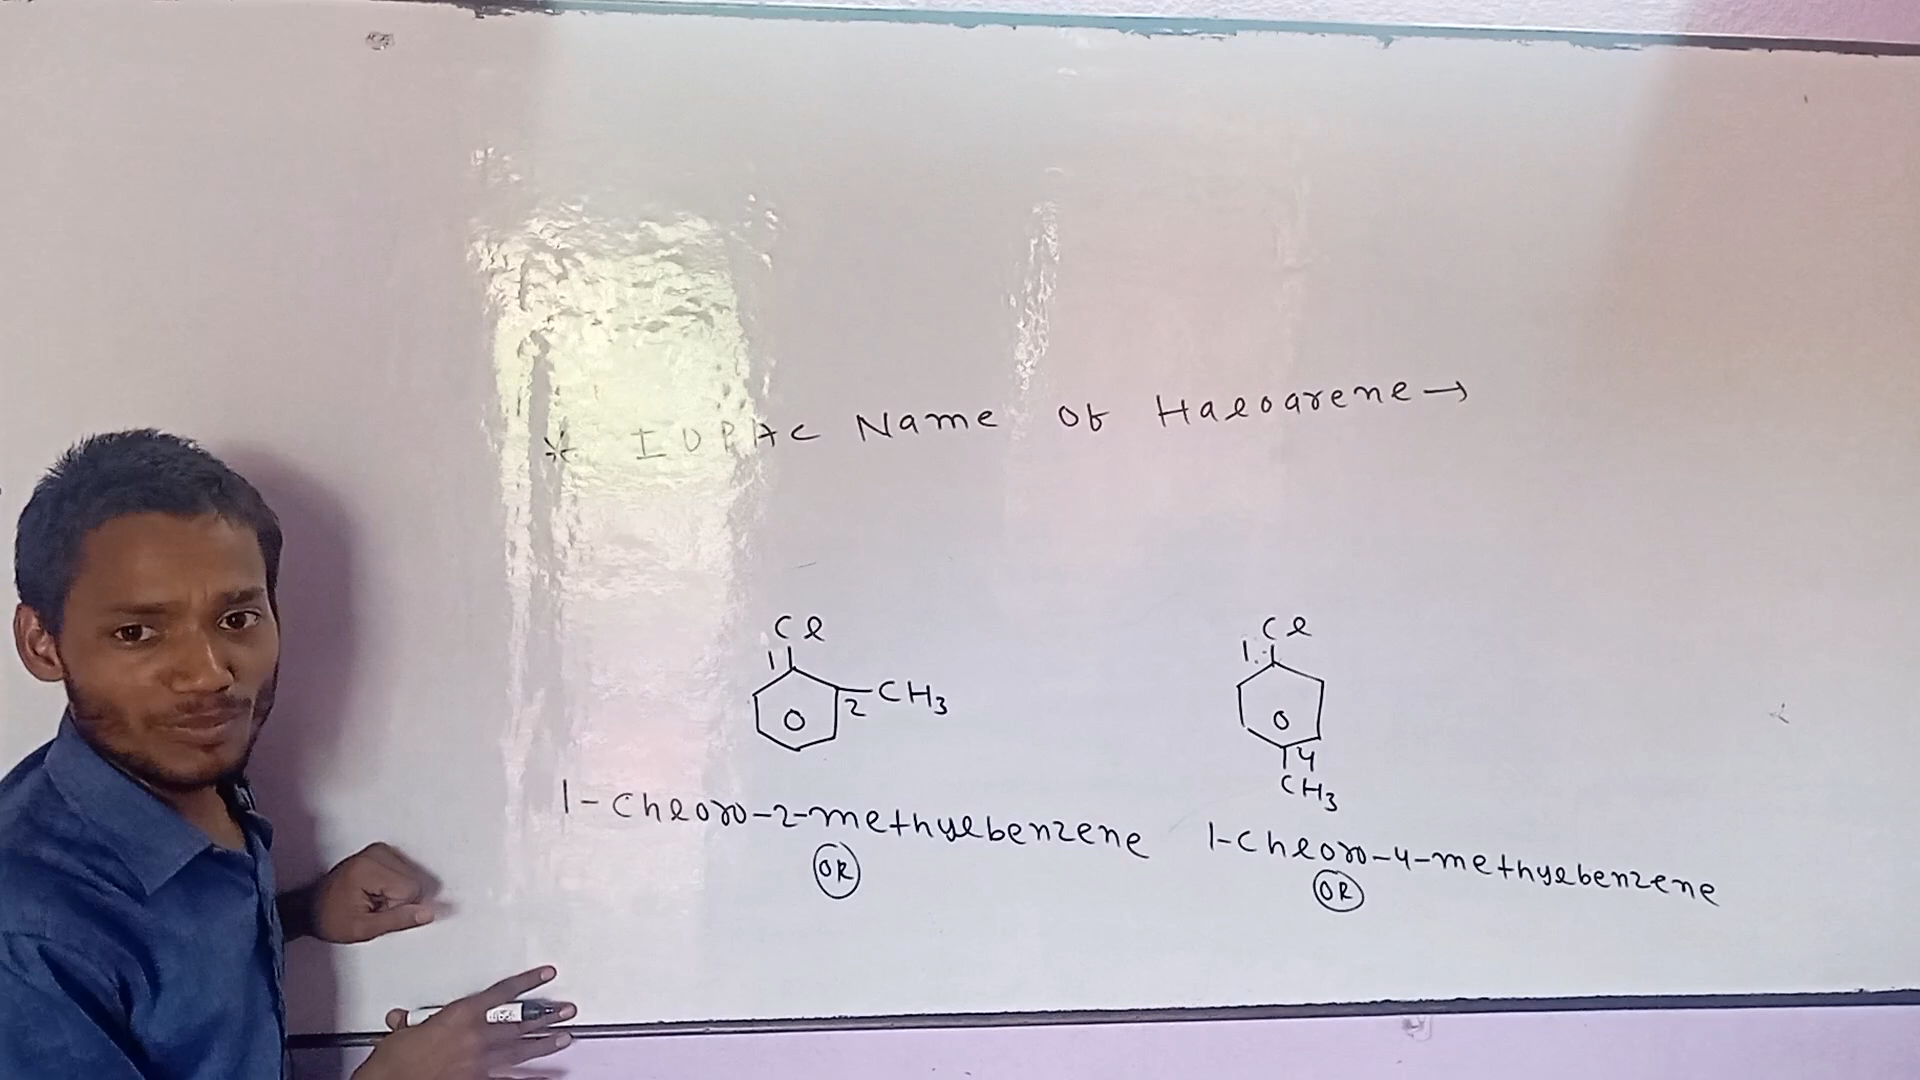 * IUPAC Name of Haloarene →
Cl
1
CH3
2
1-Chloro-2-methylbenzene
OR
Cl
1
4
CH3
1-Chloro-4-methylbenzene
OR